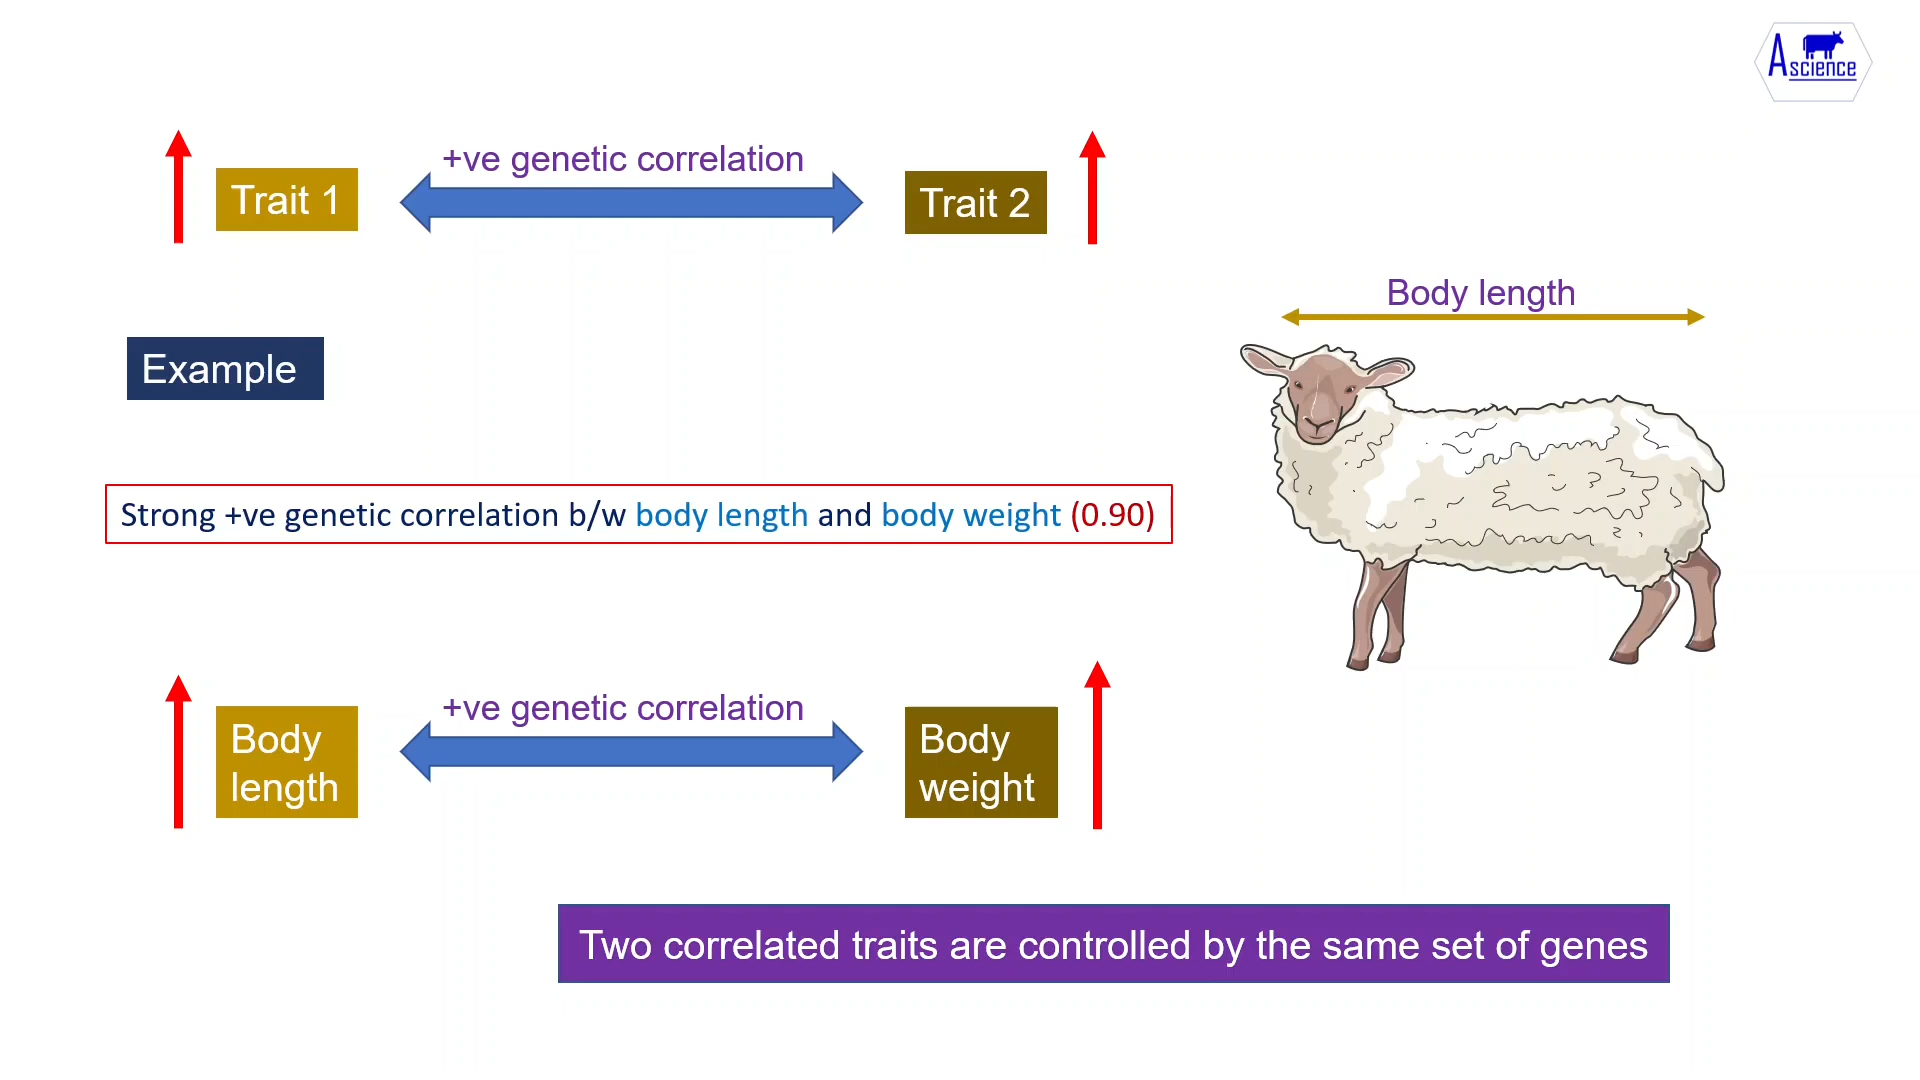 A science
+ve genetic correlation
Trait 1
Trait 2
Body length
Example
Strong +ve genetic correlation b/w body length and body weight (0.90)
+ve genetic correlation
Body
length
Body
weight
Two correlated traits are controlled by the same set of genes